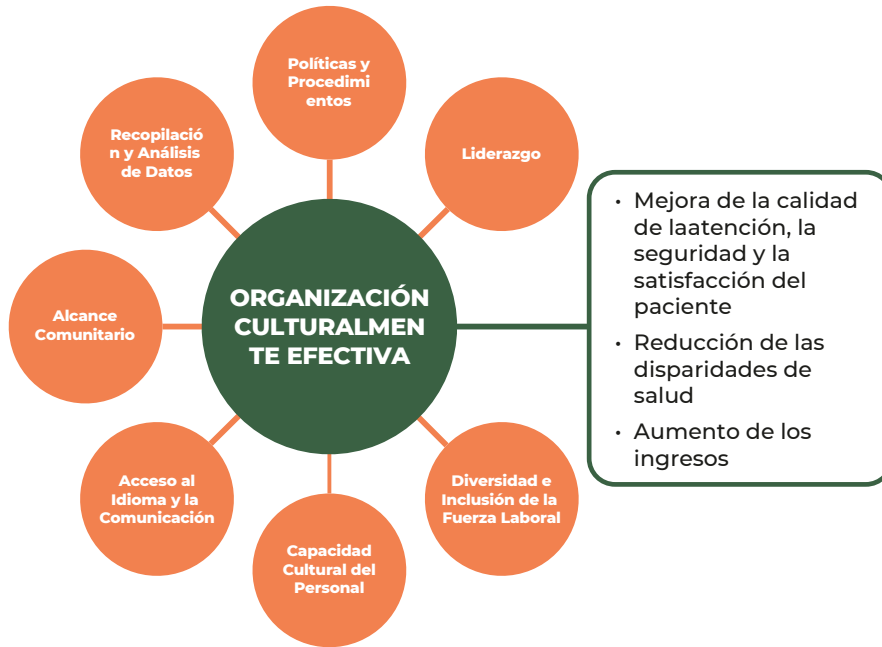 Políticas y
Procedimi
entos
Liderazgo
Recopilació
n y Análisis
de Datos
Alcance
Comunitario
ORGANIZACIÓN
CULTURALMEN
TE EFECTIVA
• Mejora de la calidad
de laatención, la
seguridad y la
satisfacción del
paciente
• Reducción de las
disparidades de
salud
• Aumento de los
ingresos
Acceso al
Idioma y la
Comunicación
Capacidad
Cultural del
Personal
Diversidad e
Inclusión de la
Fuerza Laboral